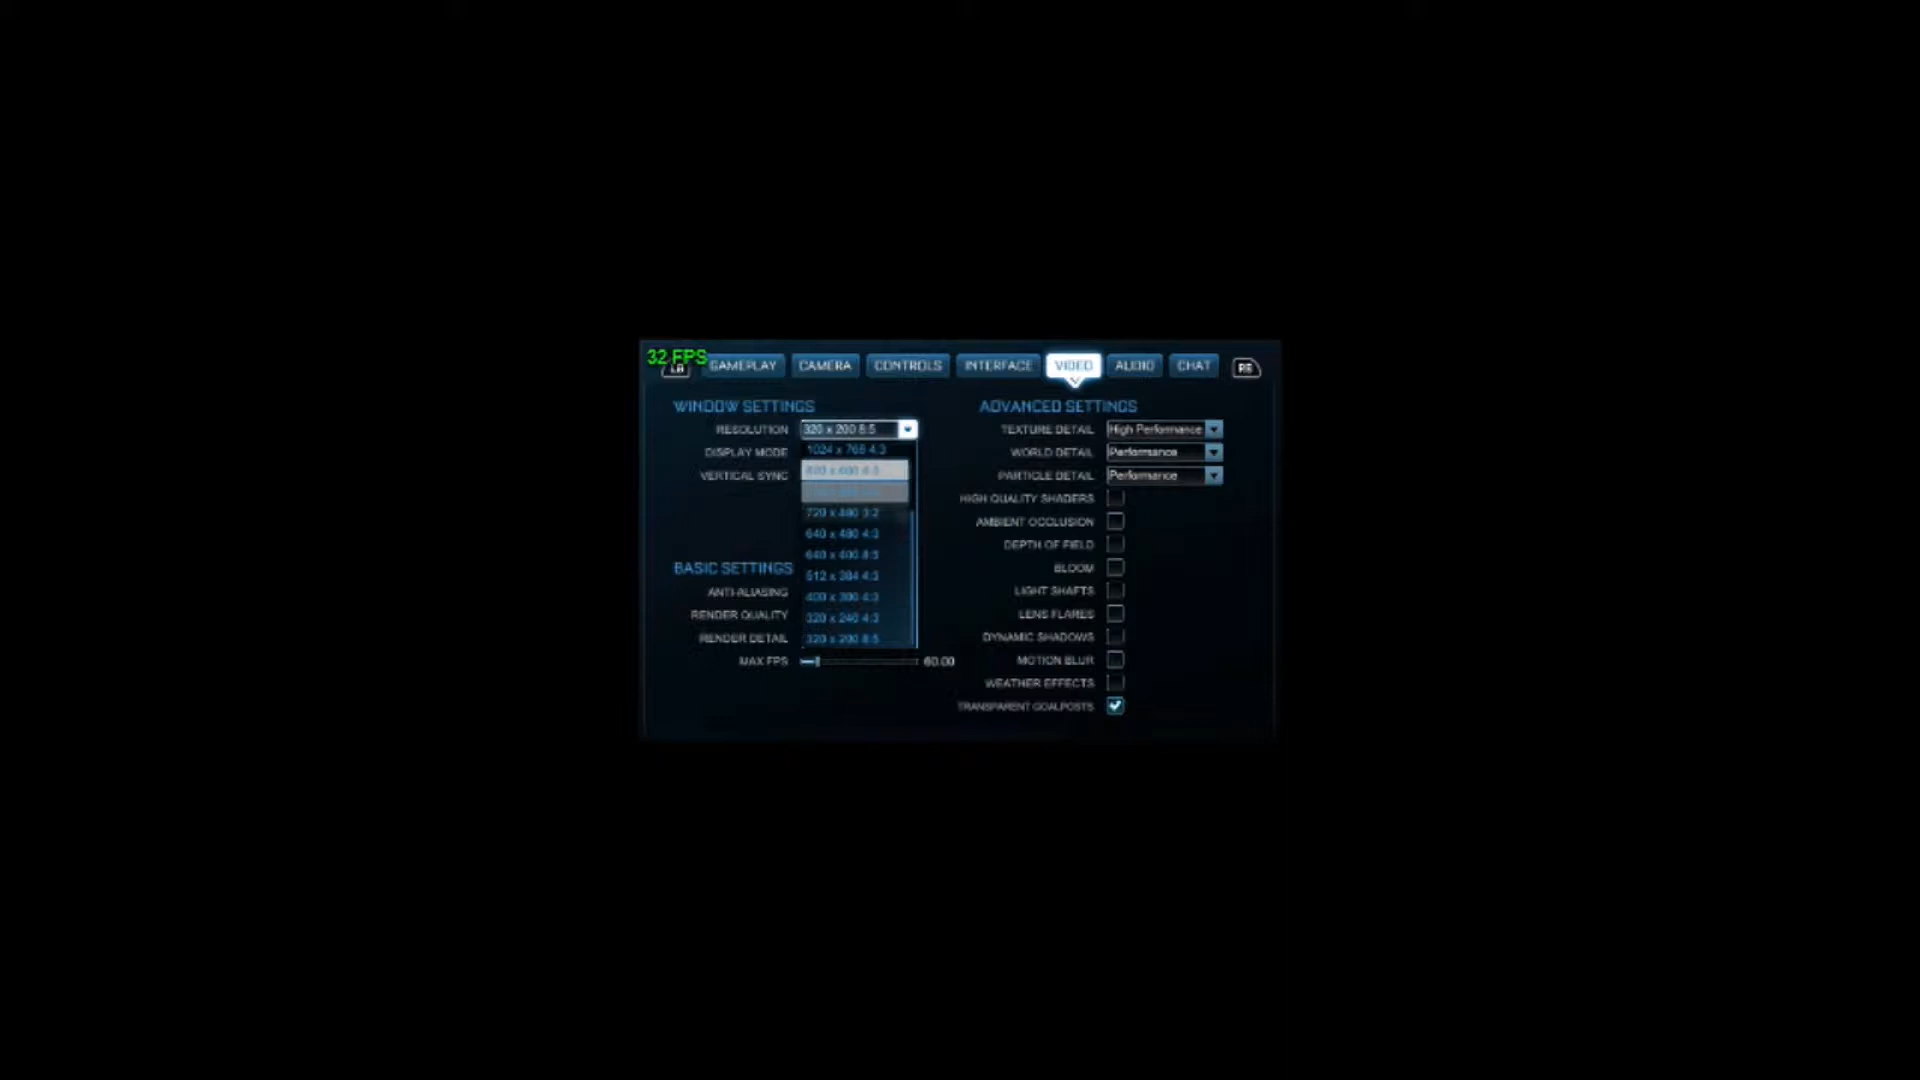 32 FPS
LB GAMEPLAY CAMERA CONTROLS INTERFACE VIDEO AUDIO CHAT RB
WINDOW SETTINGS
RESOLUTION 320 x 200 8:5
1024 x 768 4:3
DISPLAY MODE
VERTICAL SYNC
720 x 480 3:2
640 x 480 4:3
640 x 400 8:5
512 x 384 4:3
400 x 300 4:3
320 x 240 4:3
320 x 200 8:5
BASIC SETTINGS
ANTI-ALIASING
RENDER QUALITY
RENDER DETAIL
MAX FPS 60.00
ADVANCED SETTINGS
TEXTURE DETAIL High Performance
WORLD DETAIL Performance
PARTICLE DETAIL Performance
HIGH QUALITY SHADERS
AMBIENT OCCLUSION
DEPTH OF FIELD
BLOOM
LIGHT SHAFTS
LENS FLARES
DYNAMIC SHADOWS
MOTION BLUR
WEATHER EFFECTS
TRANSPARENT GOALPOSTS